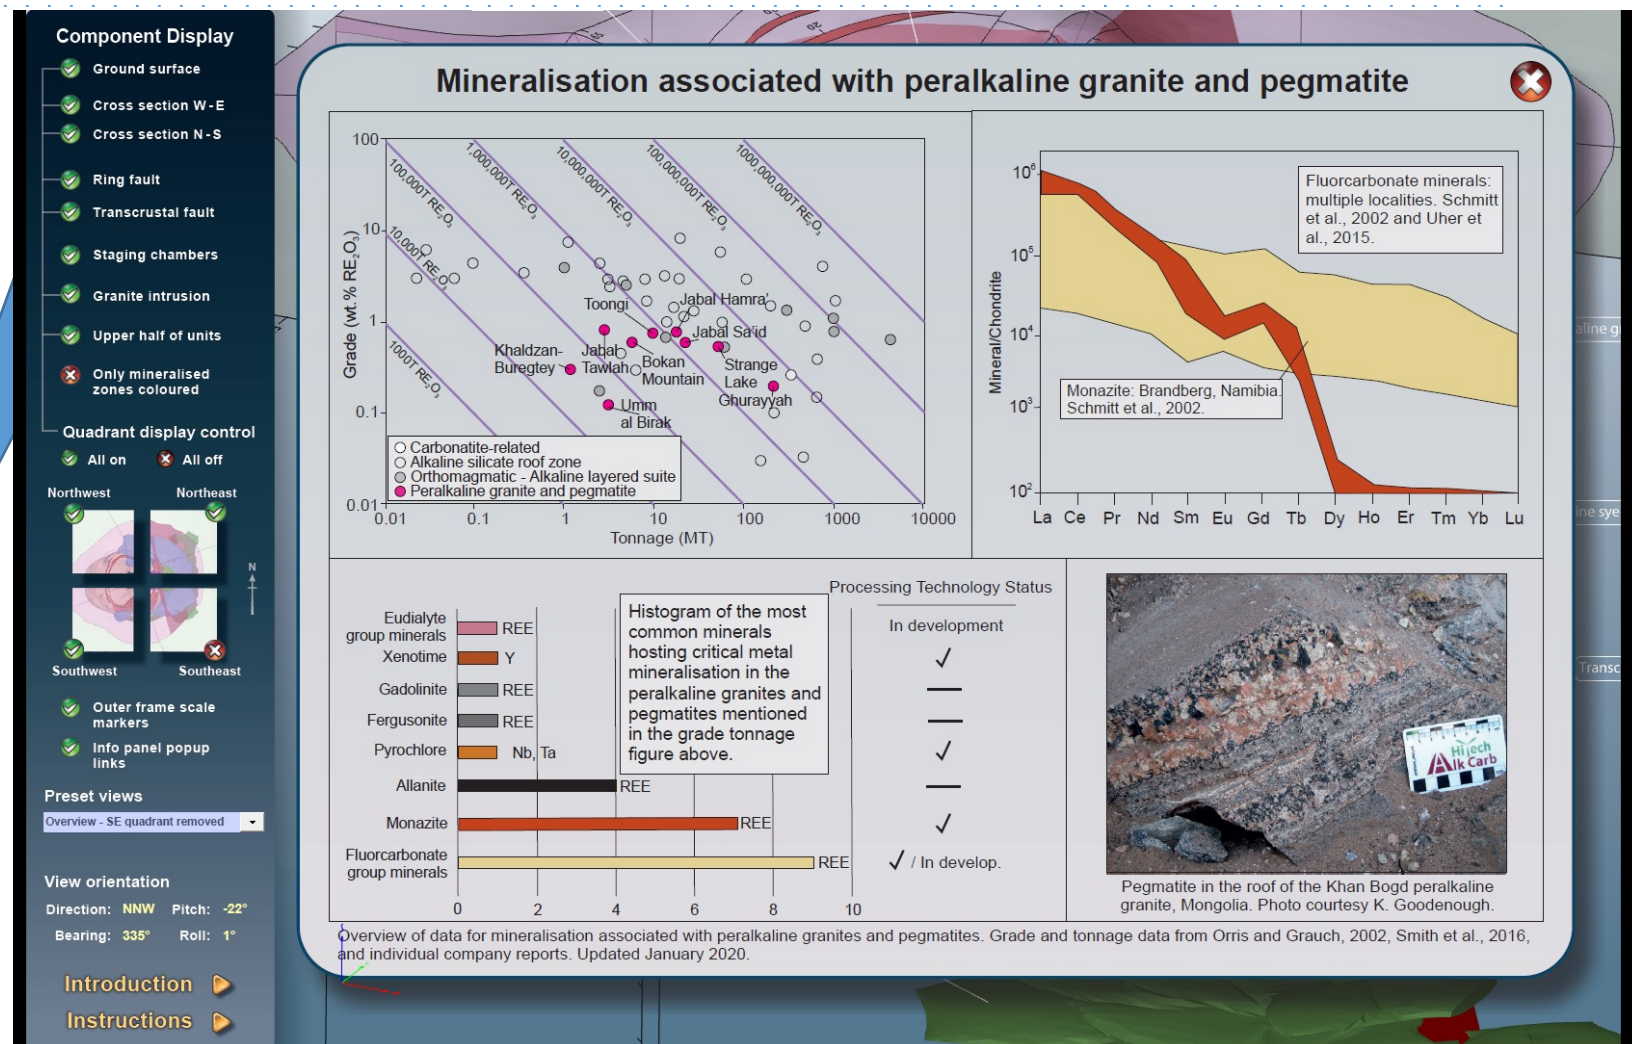 Component Display
Ground surface
Cross section W - E
Cross section N - S
Ring fault
Transcrustal fault
Staging chambers
Granite intrusion
Upper half of units
Only mineralised
zones coloured
Quadrant display control
All on
All off
Northwest
Northeast
N
Southwest
Southeast
Outer frame scale
markers
Info panel popup
links
Preset views
Overview - SE quadrant removed
View orientation
Direction: NNW Pitch: -22°
Bearing: 335° Roll: 1°
Introduction
Instructions
Mineralisation associated with peralkaline granite and pegmatite
Grade (wt. % RE₂O₃)
100
10
1
0.1
0.01
0.01 0.1 1 10 100 1000 10000
Tonnage (MT)
1000T RE₂O₃
10,000T RE₂O₃
100,000T RE₂O₃
1,000,000T RE₂O₃
10,000,000T RE₂O₃
100,000,000T RE₂O₃
1000,000,000T RE₂O₃
Toongi
Jabal Hamra'
Jabal Sa'id
Khaldzan-
Buregtey
Jabal
Tawlah
Bokan
Mountain
Strange
Lake
Ghurayyah
Umm
al Birak
Carbonatite-related
Alkaline silicate roof zone
Orthomagmatic - Alkaline layered suite
Peralkaline granite and pegmatite
Mineral/Chondrite
10⁶
10⁵
10⁴
10³
10²
La Ce Pr Nd Sm Eu Gd Tb Dy Ho Er Tm Yb Lu
Fluorcarbonate minerals:
multiple localities. Schmitt
et al., 2002 and Uher et
al., 2015.
Monazite: Brandberg, Namibia.
Schmitt et al., 2002.
Processing Technology Status
Eudialyte
group minerals
REE
In development
Xenotime
Y
✓
Gadolinite
REE
—
Fergusonite
REE
—
Pyrochlore
Nb, Ta
✓
Allanite
REE
—
Monazite
REE
✓
Fluorcarbonate
group minerals
REE
✓ / In develop.
0 2 4 6 8 10
Histogram of the most
common minerals
hosting critical metal
mineralisation in the
peralkaline granites and
pegmatites mentioned
in the grade tonnage
figure above.
HiTech
Alk Carb
Pegmatite in the roof of the Khan Bogd peralkaline
granite, Mongolia. Photo courtesy K. Goodenough.
Overview of data for mineralisation associated with peralkaline granites and pegmatites. Grade and tonnage data from Orris and Grauch, 2002, Smith et al., 2016,
and individual company reports. Updated January 2020.
aline g
ine sye
Transc